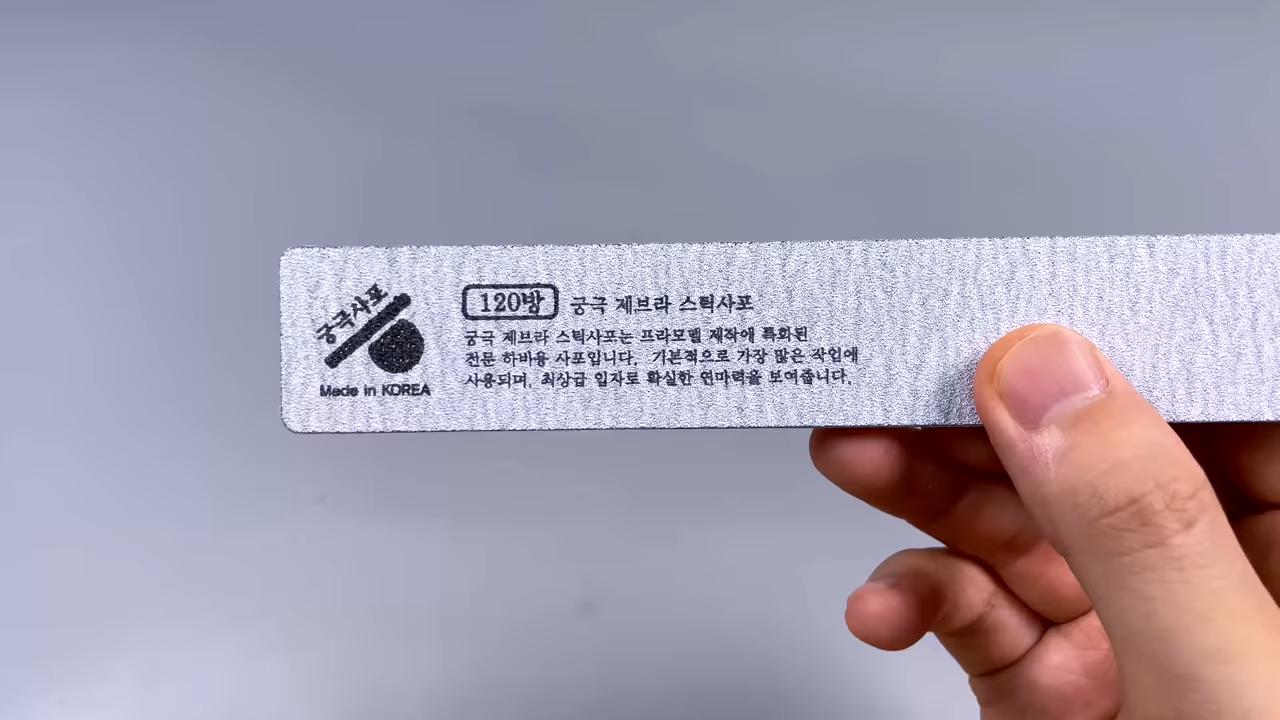 궁극사포
Made in KOREA
120방 궁극 제브라 스틱사포
궁극 제브라 스틱사포는 프라모델 제작에 특화된
전문 하비용 사포입니다. 기본적으로 가장 많은 작업에
사용되며, 최상급 입자로 확실한 연마력을 보여줍니다.